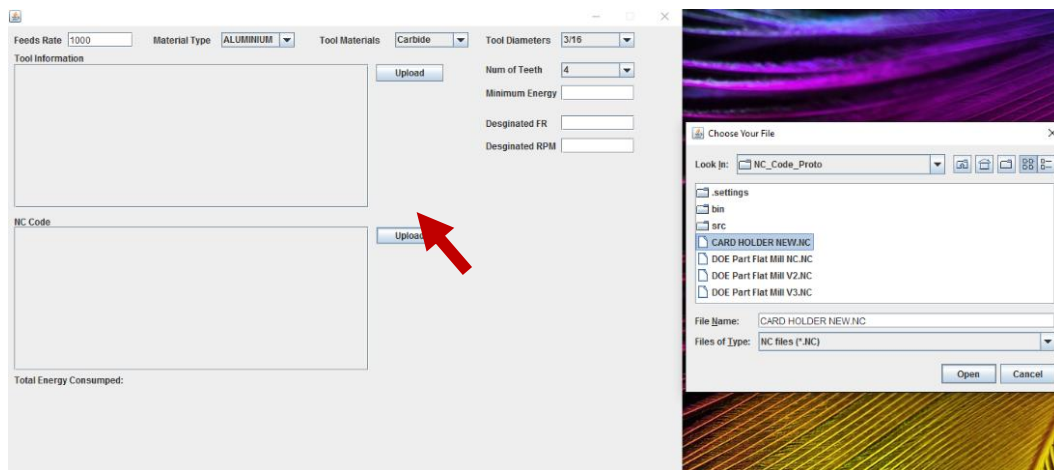 Feeds Rate 1000 Material Type ALUMINIUM Tool Materials Carbide Tool Diameters 3/16
Tool Information
Upload
Num of Teeth 4
Minimum Energy
Desginated FR
Desginated RPM
NC Code
Upload
Total Energy Consumped:
Choose Your File
Look In: NC_Code_Proto
.settings
bin
src
CARD HOLDER NEW.NC
DOE Part Flat Mill NC.NC
DOE Part Flat Mill V2.NC
DOE Part Flat Mill V3.NC
File Name: CARD HOLDER NEW.NC
Files of Type: NC files (*.NC)
Open Cancel